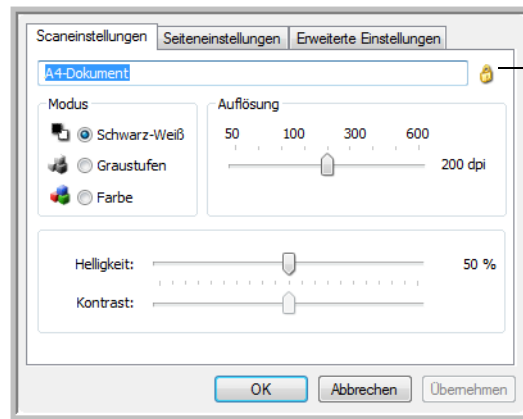 Scaneinstellungen Seiteneinstellungen Erweiterte Einstellungen
A4-Dokument
Modus
Schwarz-Weiß
Graustufen
Farbe
Auflösung
50 100 300 600
200 dpi
Helligkeit: 50 %
Kontrast:
OK Abbrechen Übernehmen